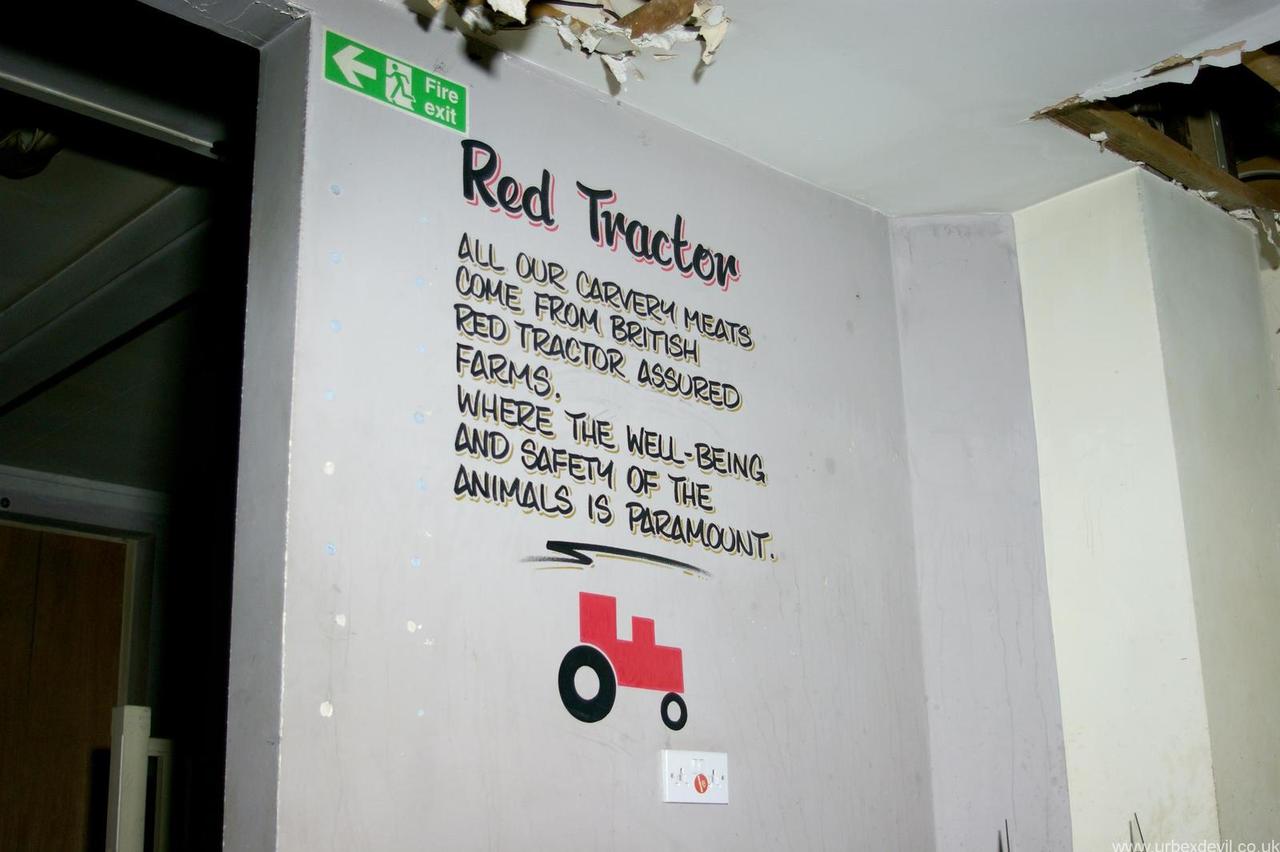 Fire
exit
Red Tractor
ALL OUR CARVERY MEATS
COME FROM BRITISH
RED TRACTOR ASSURED
FARMS.
WHERE THE WELL-BEING
AND SAFETY OF THE
ANIMALS IS PARAMOUNT.
www.urbexdevil.co.uk